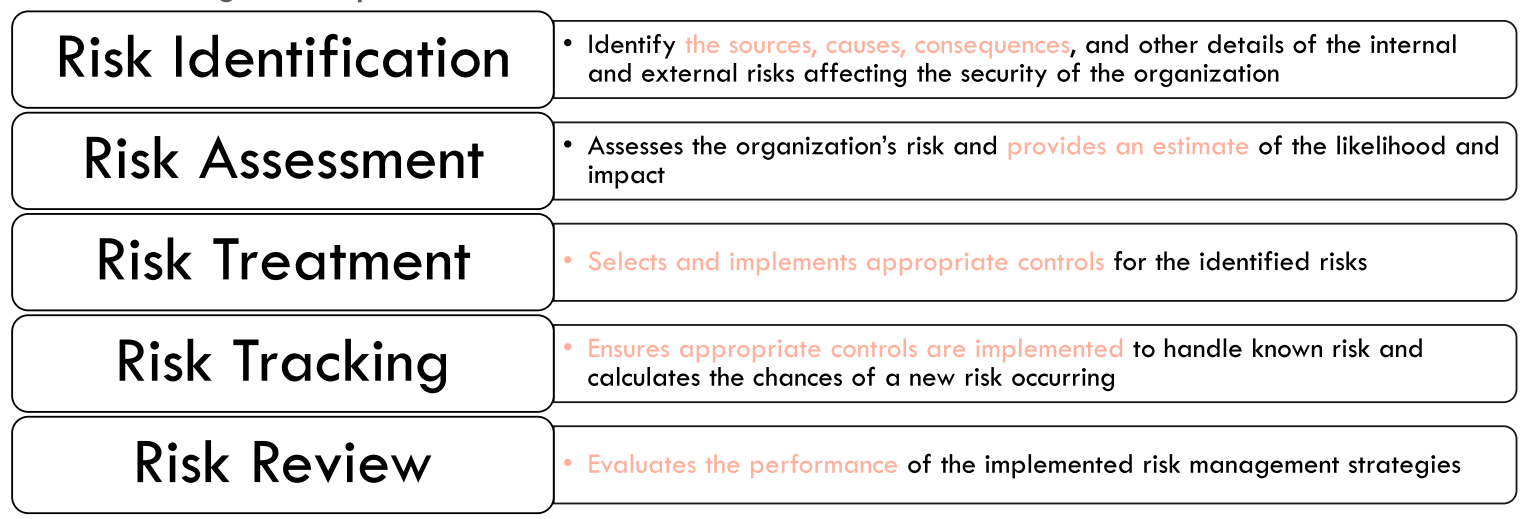 Risk Identification
• Identify the sources, causes, consequences, and other details of the internal
and external risks affecting the security of the organization
Risk Assessment
• Assesses the organization’s risk and provides an estimate of the likelihood and
impact
Risk Treatment
• Selects and implements appropriate controls for the identified risks
Risk Tracking
• Ensures appropriate controls are implemented to handle known risk and
calculates the chances of a new risk occurring
Risk Review
• Evaluates the performance of the implemented risk management strategies